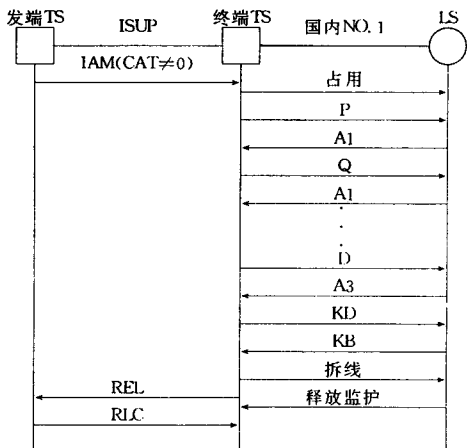 发端TS
ISUP
终端TS
国内NO.1
LS
IAM(CAT≠0)
占用
P
A1
Q
A1
D
A3
KD
KB
拆线
REL
释放监护
RLC